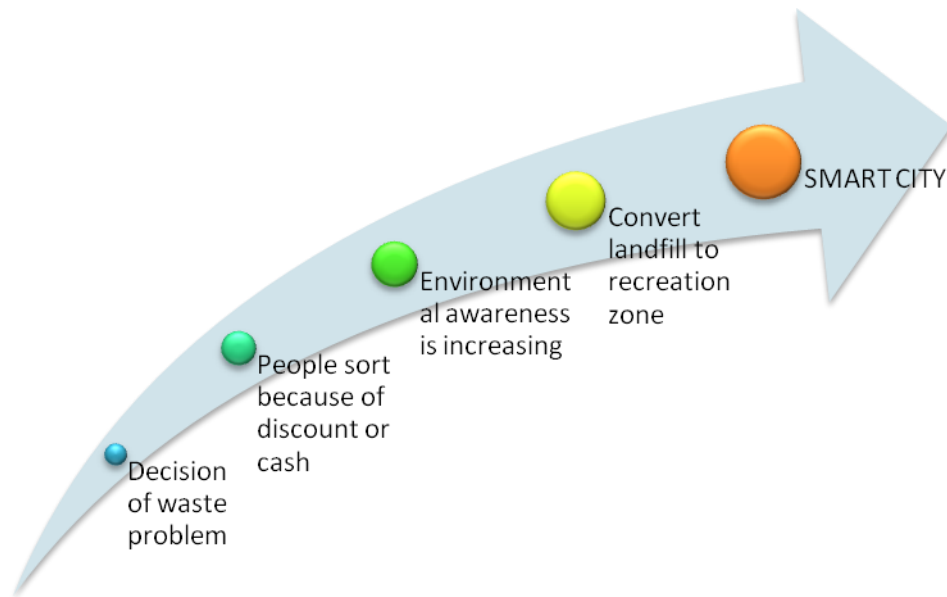 Decision
of waste
problem
People sort
because of
discount or
cash
Environment
al awareness
is increasing
Convert
landfill to
recreation
zone
SMART CITY